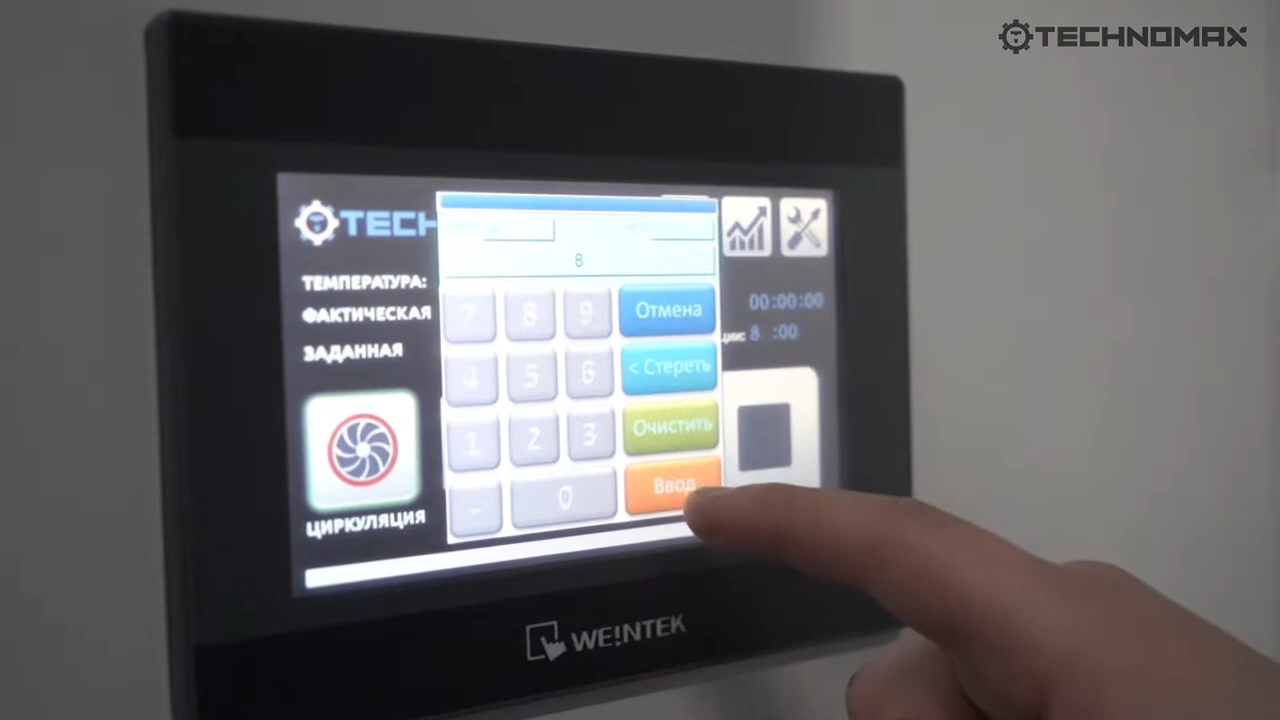 TECHNOMAX
TECH
8
ТЕМПЕРАТУРА:
ФАКТИЧЕСКАЯ
ЗАДАННАЯ
7 8 9 Отмена
4 5 6 < Стереть
1 2 3 Очистить
- 0 Ввод
00:00:00
8 :00
ЦИРКУЛЯЦИЯ
WE!NTEK